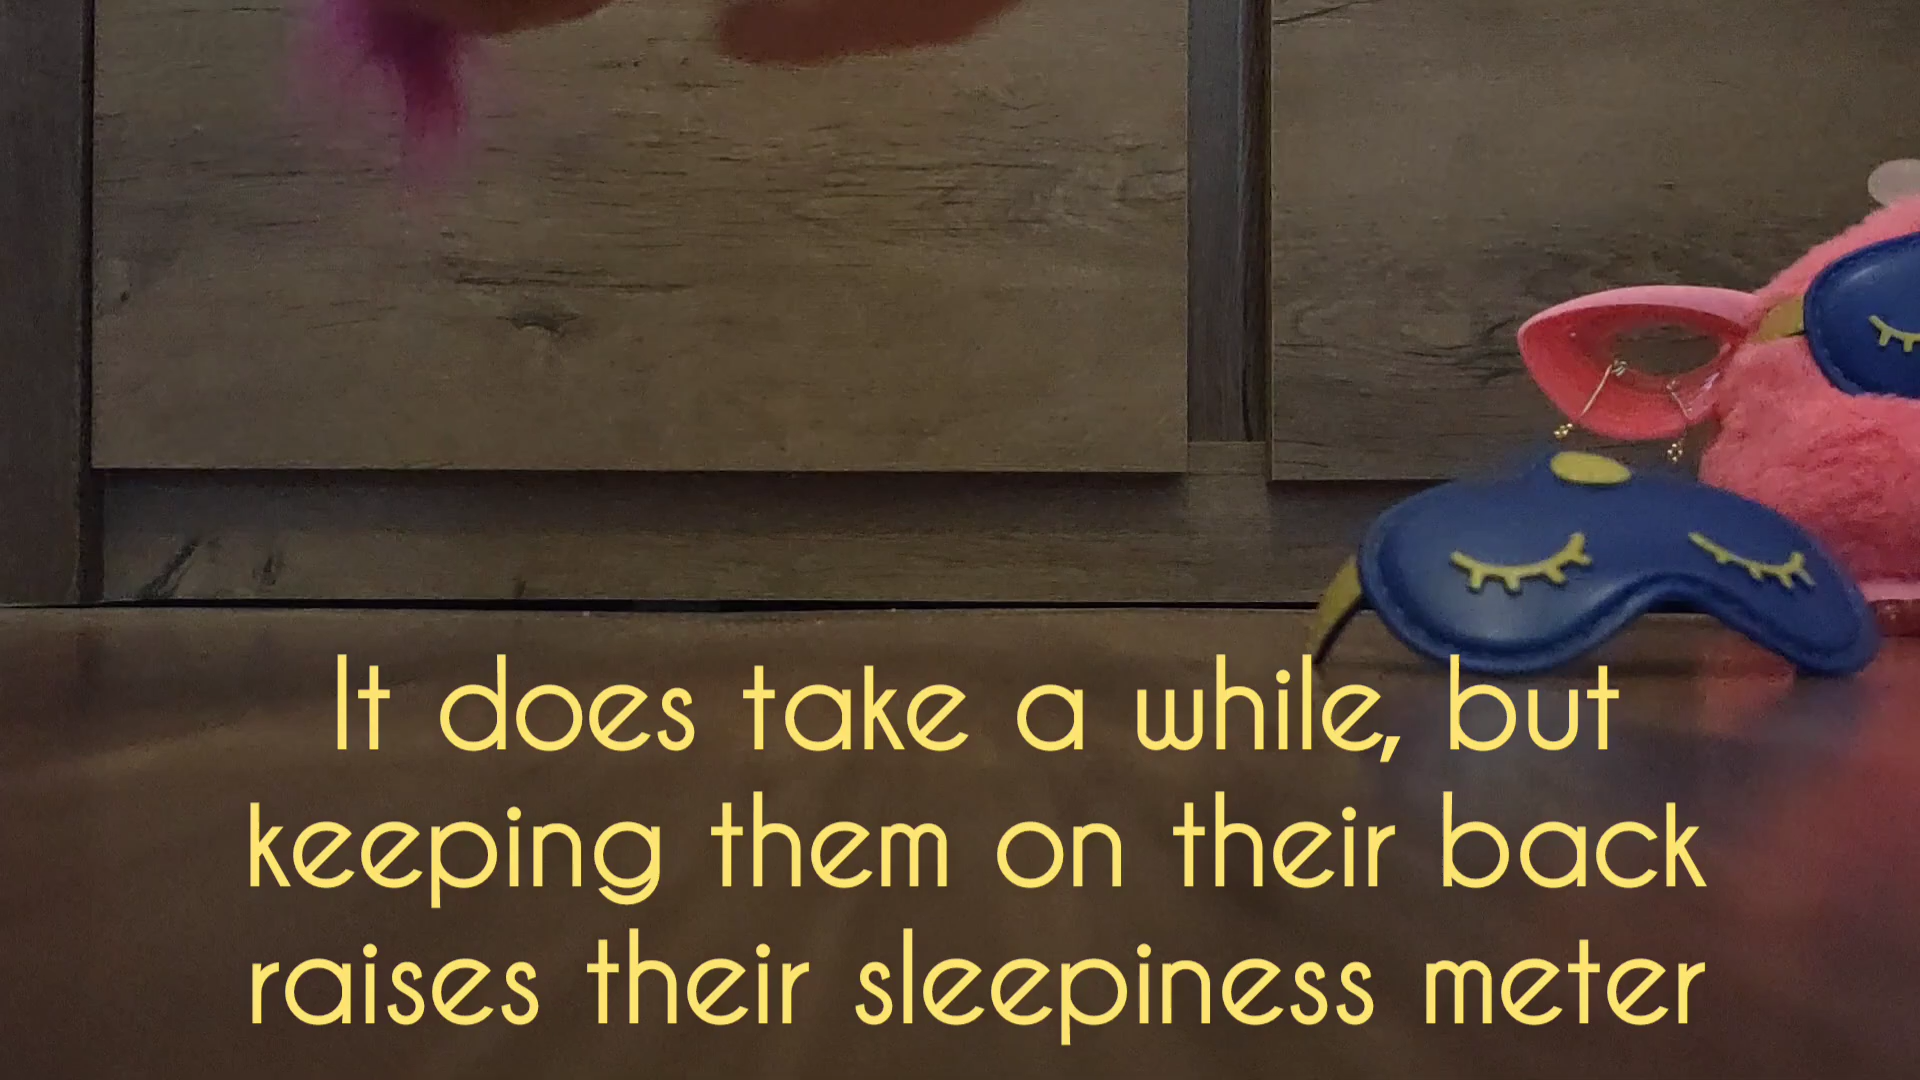 It does take a while, but
keeping them on their back
raises their sleepiness meter